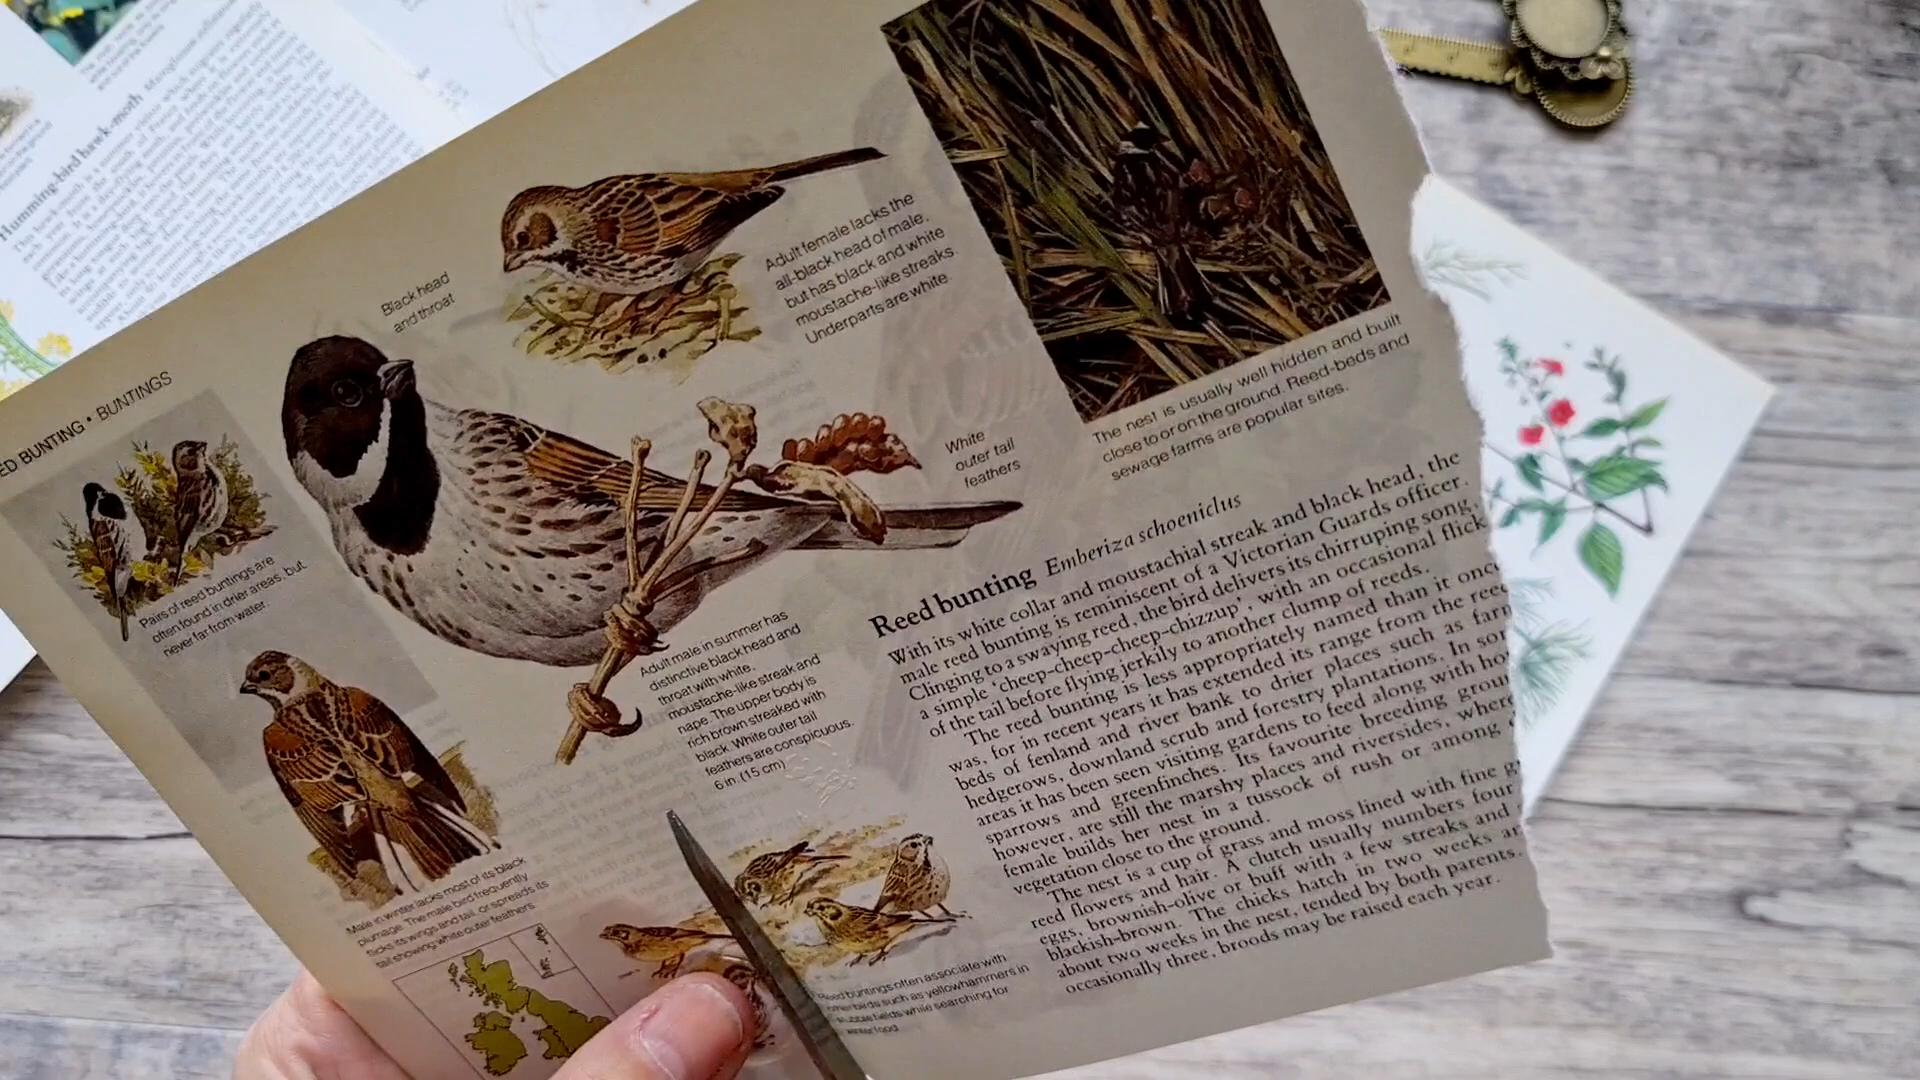 Humming-bird hawk-moth
ED BUNTING • BUNTINGS
Pairs of reed buntings are
often found in drier areas, but
never far from water.
Black head
and throat
Adult female lacks the
all-black head of male,
but has black and white
moustache-like streaks.
Underparts are white.
White
outer tail
feathers
The nest is usually well hidden and built
close to or on the ground. Reed-beds and
sewage farms are popular sites.
Adult male in summer has
distinctive black head and
throat with white,
moustache-like streak and
nape. The upper body is
rich brown streaked with
black. White outer tail
feathers are conspicuous.
6 in. (15 cm)
Male in winter lacks most of its black
plumage. The male bird frequently
flicks its wings and tail, or spreads its
tail showing white outer feathers.
Reed buntings often associate with
other birds such as yellowhammers in
stubble fields while searching for
winter food.
Reed bunting Emberiza schoeniclus
With its white collar and moustachial streak and black head, the
male reed bunting is reminiscent of a Victorian Guards officer.
Clinging to a swaying reed, the bird delivers its chirruping song,
a simple 'cheep-cheep-cheep-chizzup', with an occasional flick
of the tail before flying jerkily to another clump of reeds.
The reed bunting is less appropriately named than it once
was, for in recent years it has extended its range from the reed
beds of fenland and river bank to drier places such as farm
hedgerows, downland scrub and forestry plantations. In som
areas it has been seen visiting gardens to feed along with hou
sparrows and greenfinches. Its favourite breeding groun
however, are still the marshy places and riversides, where
female builds her nest in a tussock of rush or among
vegetation close to the ground.
The nest is a cup of grass and moss lined with fine g
reed flowers and hair. A clutch usually numbers four
eggs, brownish-olive or buff with a few streaks and
blackish-brown. The chicks hatch in two weeks an
about two weeks in the nest, tended by both parents.
occasionally three, broods may be raised each year.